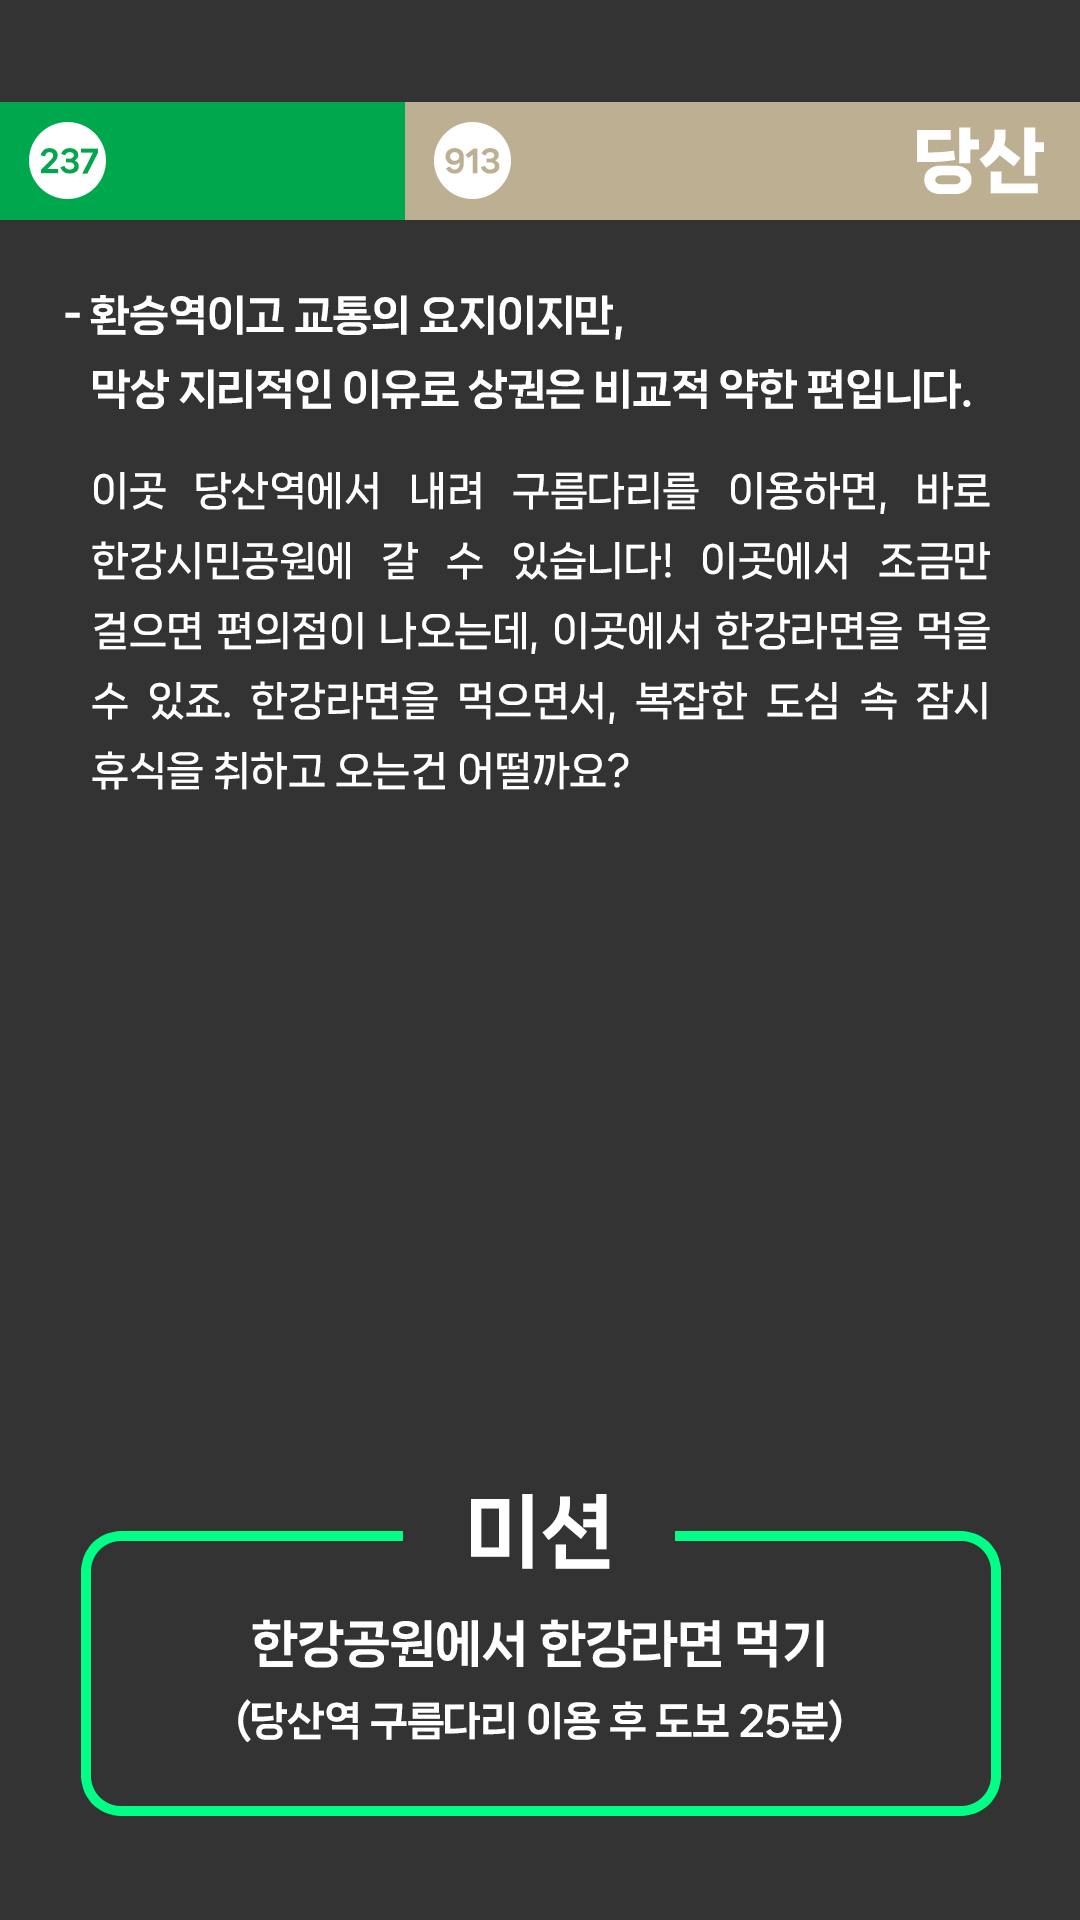 237
913
당산
- 환승역이고 교통의 요지이지만,
막상 지리적인 이유로 상권은 비교적 약한 편입니다.
이곳 당산역에서 내려 구름다리를 이용하면, 바로
한강시민공원에 갈 수 있습니다! 이곳에서 조금만
걸으면 편의점이 나오는데, 이곳에서 한강라면을 먹을
수 있죠. 한강라면을 먹으면서, 복잡한 도심 속 잠시
휴식을 취하고 오는건 어떨까요?
미션
한강공원에서 한강라면 먹기
(당산역 구름다리 이용 후 도보 25분)